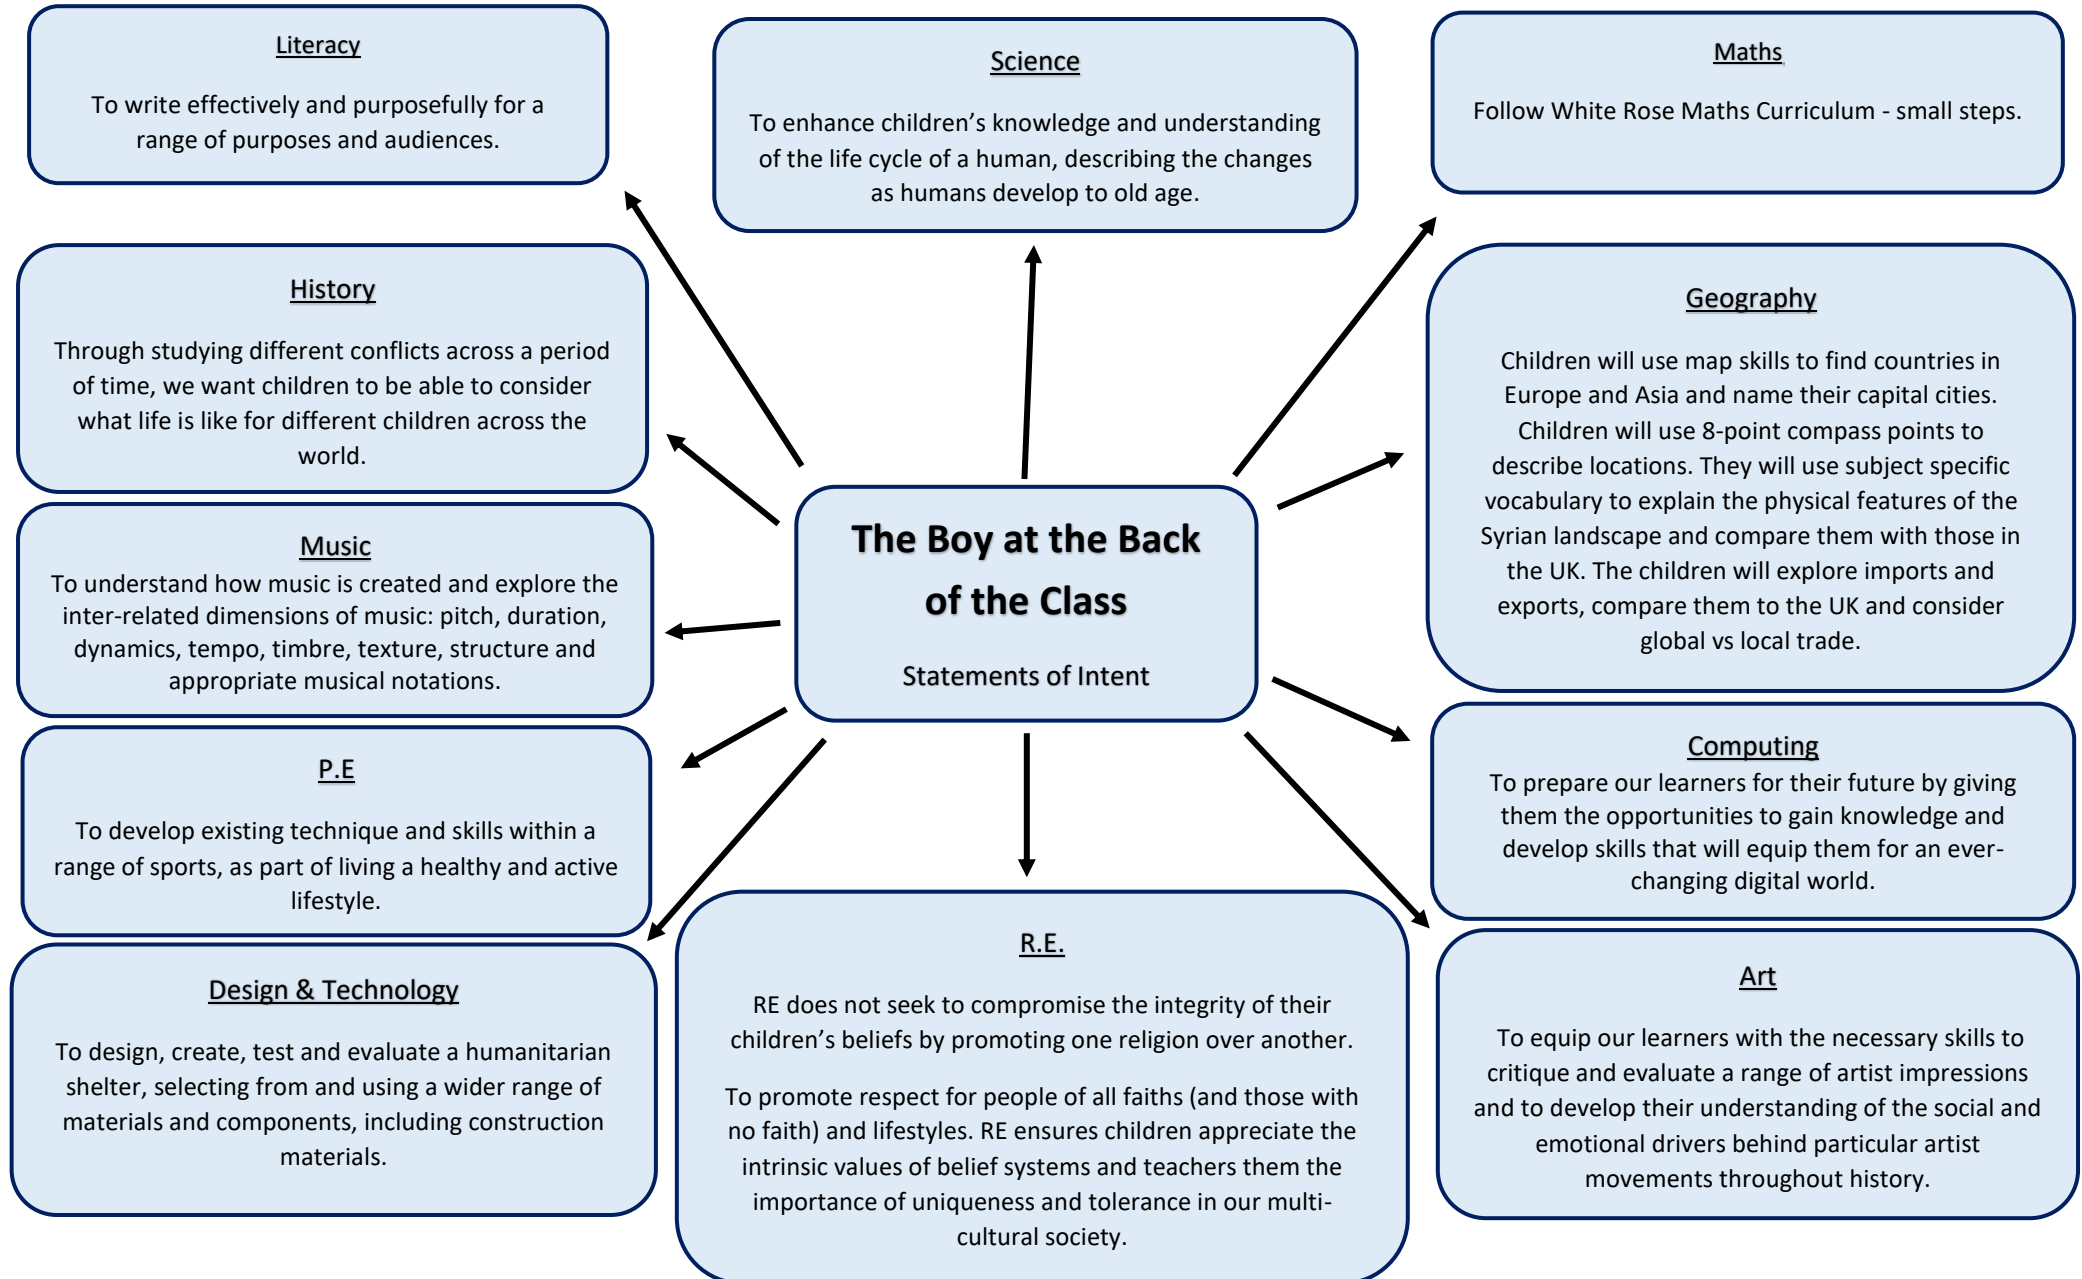 Literacy
To write effectively and purposefully for a
range of purposes and audiences.
Science
To enhance children’s knowledge and understanding
of the life cycle of a human, describing the changes
as humans develop to old age.
Maths
Follow White Rose Maths Curriculum - small steps.
History
Through studying different conflicts across a period
of time, we want children to be able to consider
what life is like for different children across the
world.
Geography
Children will use map skills to find countries in
Europe and Asia and name their capital cities.
Children will use 8-point compass points to
describe locations. They will use subject specific
vocabulary to explain the physical features of the
Syrian landscape and compare them with those in
the UK. The children will explore imports and
exports, compare them to the UK and consider
global vs local trade.
Music
To understand how music is created and explore the
inter-related dimensions of music: pitch, duration,
dynamics, tempo, timbre, texture, structure and
appropriate musical notations.
The Boy at the Back
of the Class
Statements of Intent
P.E
To develop existing technique and skills within a
range of sports, as part of living a healthy and active
lifestyle.
Computing
To prepare our learners for their future by giving
them the opportunities to gain knowledge and
develop skills that will equip them for an ever-
changing digital world.
Design & Technology
To design, create, test and evaluate a humanitarian
shelter, selecting from and using a wider range of
materials and components, including construction
materials.
R.E.
RE does not seek to compromise the integrity of their
children’s beliefs by promoting one religion over another.
To promote respect for people of all faiths (and those with
no faith) and lifestyles. RE ensures children appreciate the
intrinsic values of belief systems and teachers them the
importance of uniqueness and tolerance in our multi-
cultural society.
Art
To equip our learners with the necessary skills to
critique and evaluate a range of artist impressions
and to develop their understanding of the social and
emotional drivers behind particular artist
movements throughout history.